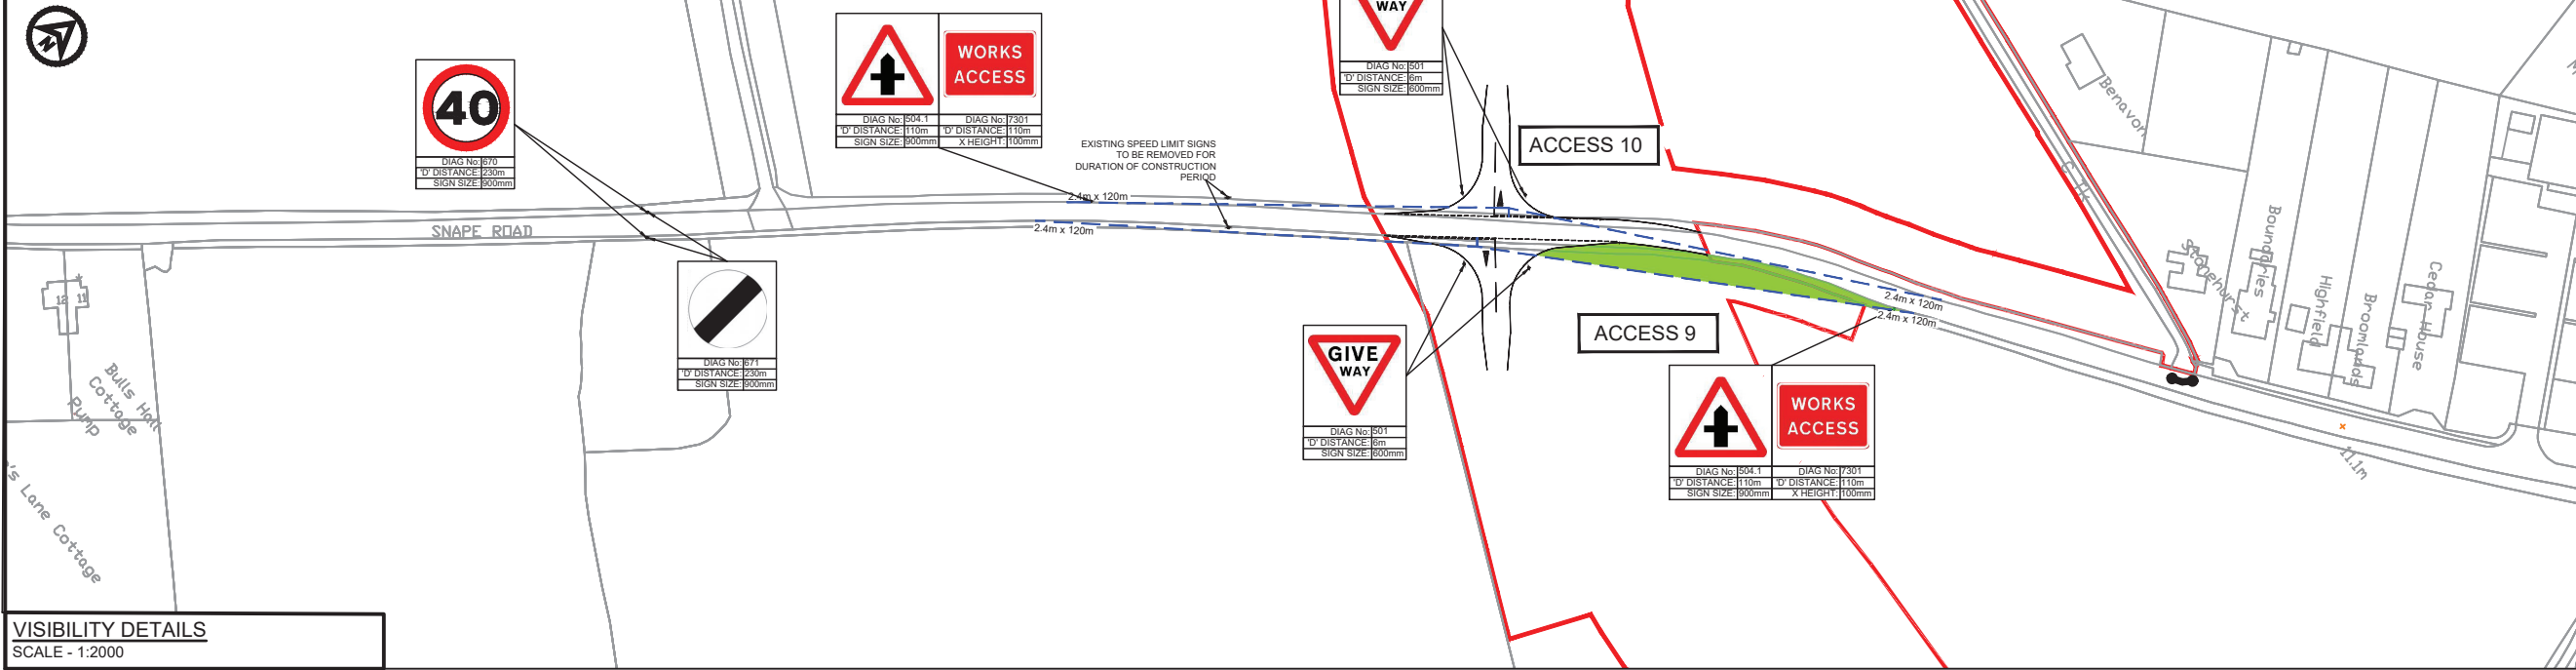 N
40
DIAG No: 670
'D' DISTANCE: 230m
SIGN SIZE: 900mm
WORKS
ACCESS
DIAG No: 504.1 DIAG No: 7301
'D' DISTANCE: 110m 'D' DISTANCE: 110m
SIGN SIZE: 900mm X HEIGHT: 100mm
EXISTING SPEED LIMIT SIGNS
TO BE REMOVED FOR
DURATION OF CONSTRUCTION
PERIOD
WAY
DIAG No: 501
'D' DISTANCE: 6m
SIGN SIZE: 600mm
ACCESS 10
2.4m x 120m
2.4m x 120m
SNAPE ROAD
DIAG No: 671
'D' DISTANCE: 230m
SIGN SIZE: 900mm
GIVE
WAY
DIAG No: 501
'D' DISTANCE: 6m
SIGN SIZE: 600mm
ACCESS 9
2.4m x 120m
2.4m x 120m
WORKS
ACCESS
DIAG No: 504.1 DIAG No: 7301
'D' DISTANCE: 110m 'D' DISTANCE: 110m
SIGN SIZE: 900mm X HEIGHT: 100mm
Benavon
Stonehurst
Boundaries
Highfield
Broomlands
Cedar House
11.1m
12 11
Bulls Hall
Cottage
Pump
's Lane Cottage
VISIBILITY DETAILS
SCALE - 1:2000